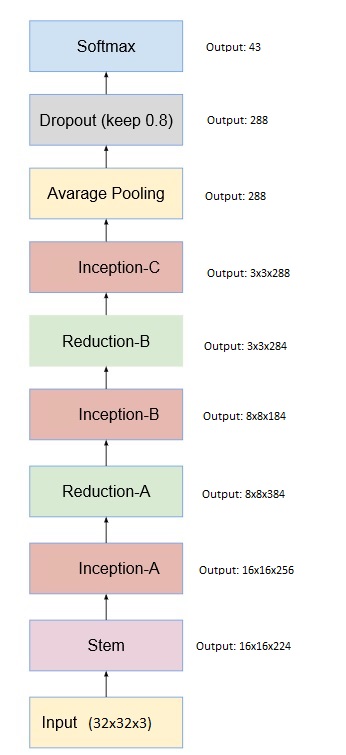 Softmax Output: 43
Dropout (keep 0.8) Output: 288
Avarage Pooling Output: 288
Inception-C Output: 3x3x288
Reduction-B Output: 3x3x284
Inception-B Output: 8x8x184
Reduction-A Output: 8x8x384
Inception-A Output: 16x16x256
Stem Output: 16x16x224
Input (32x32x3)